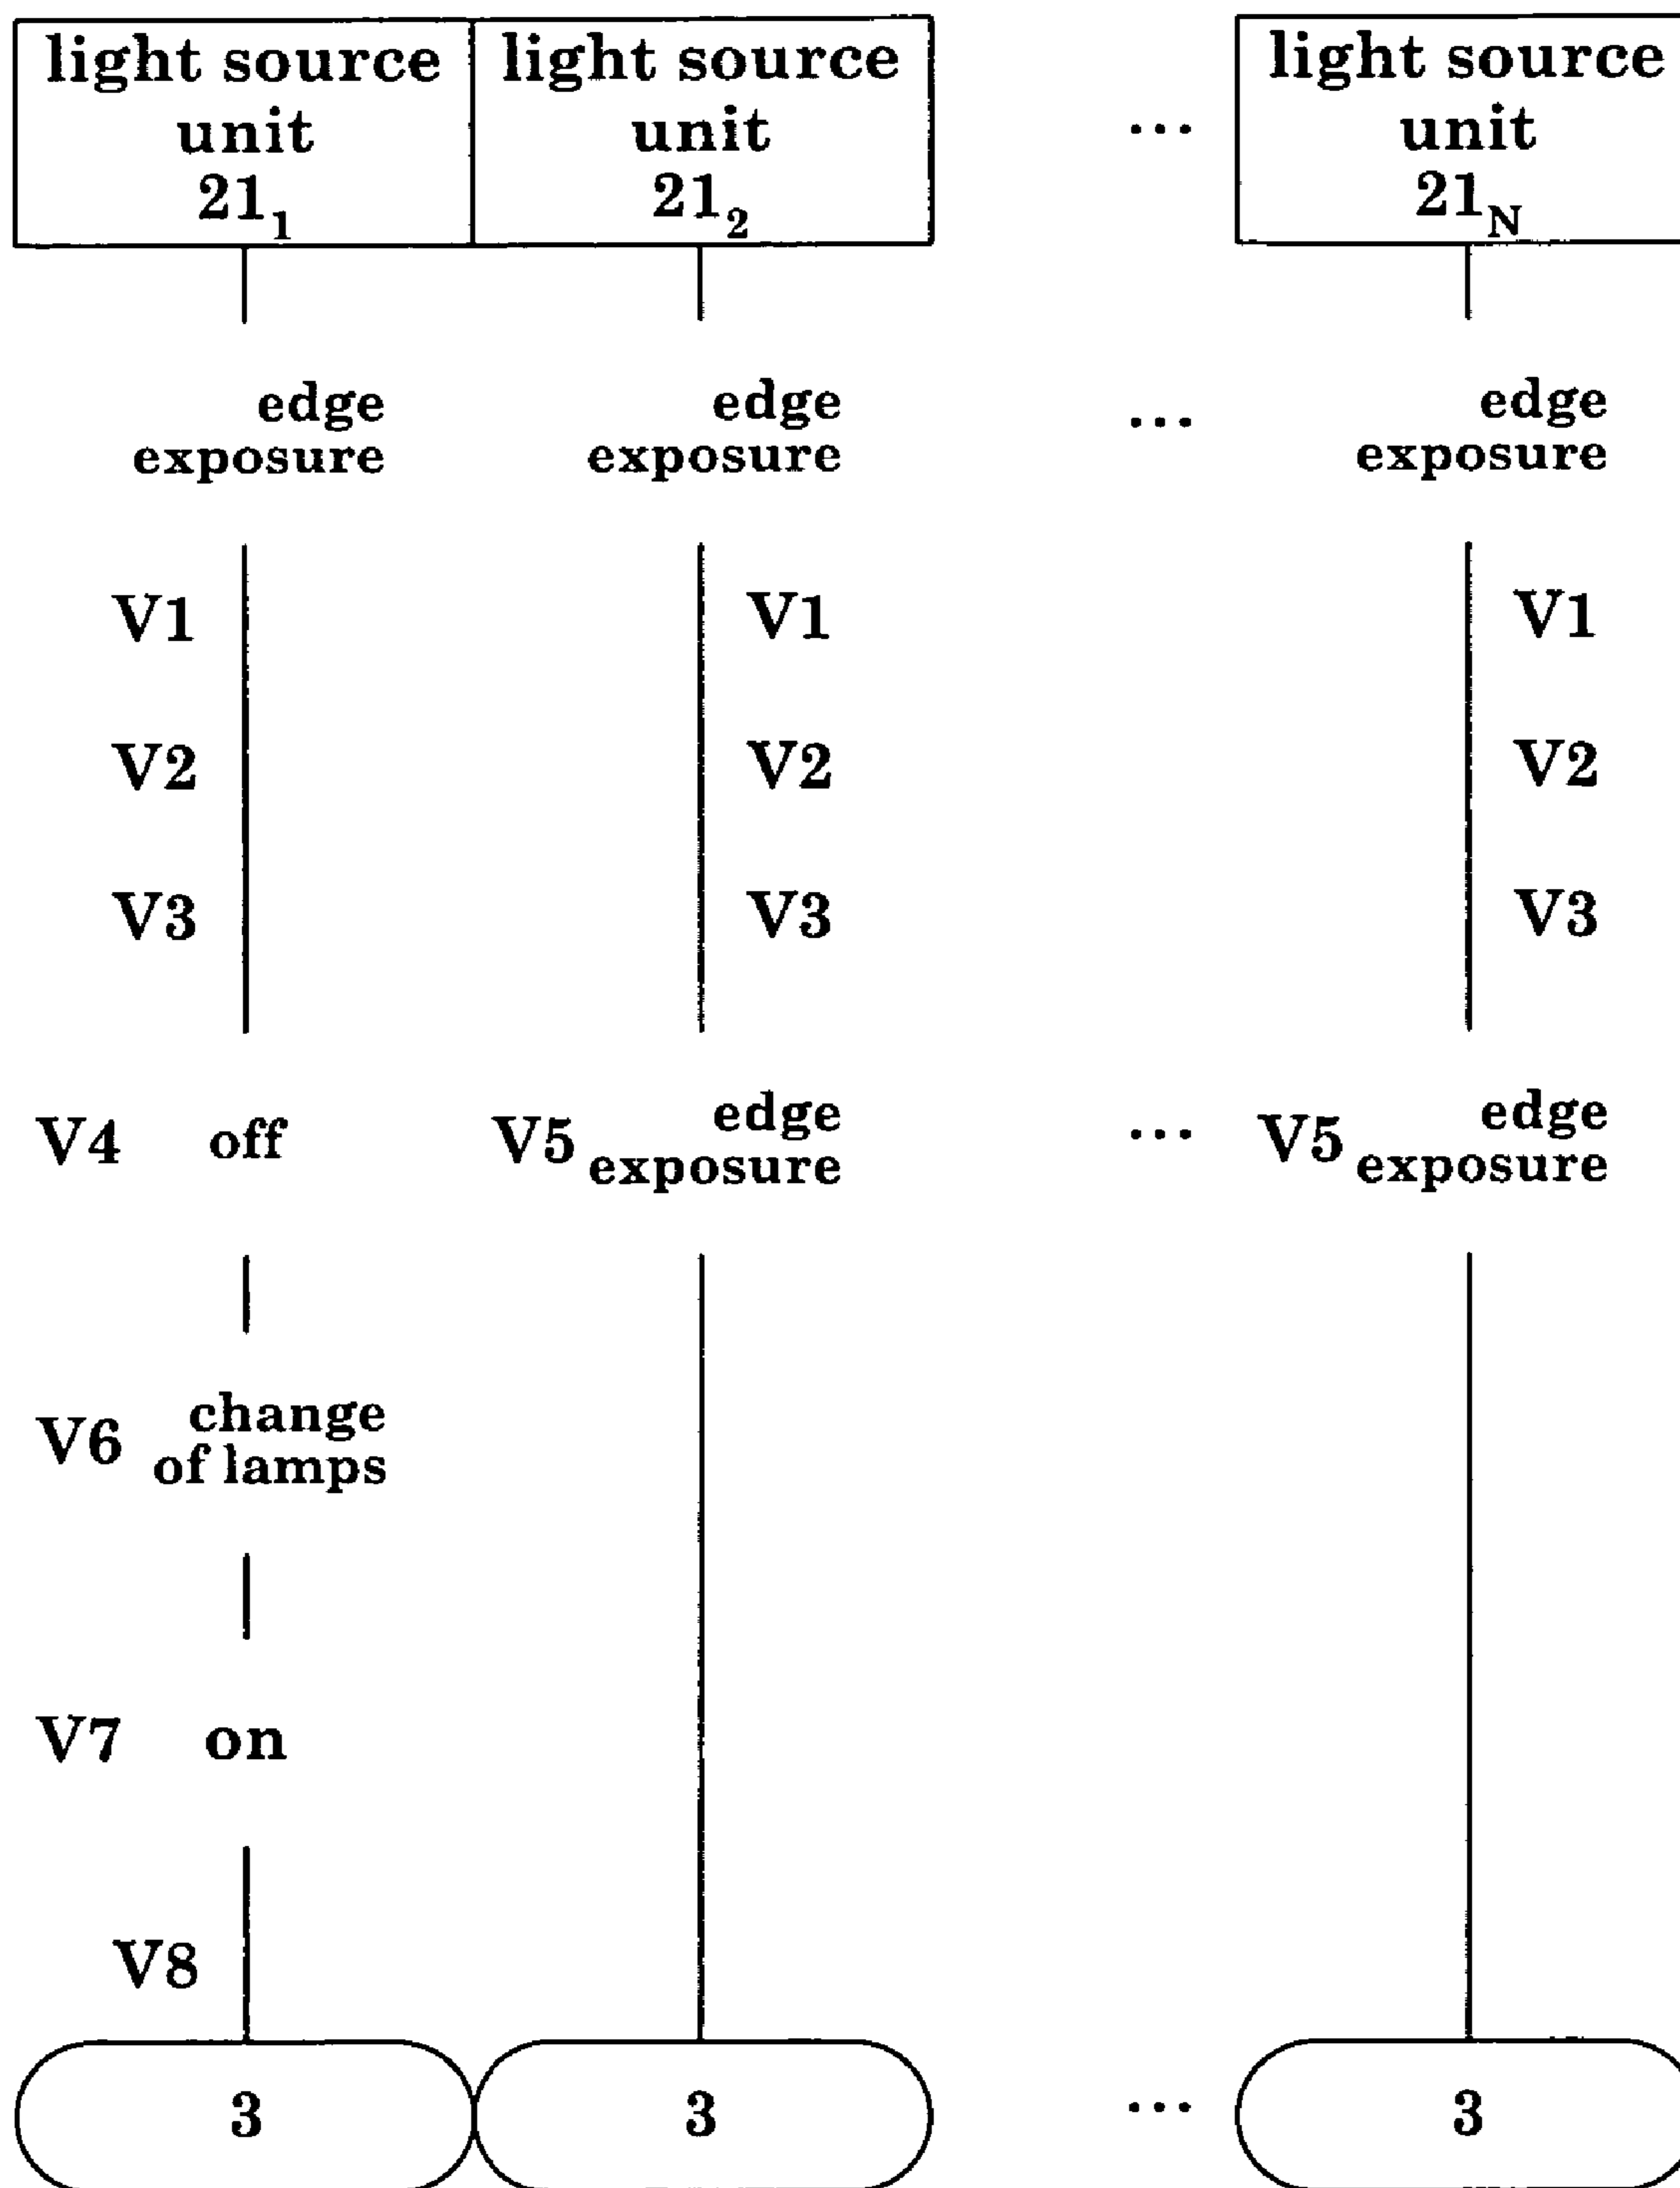 light source light source light source
unit unit ... unit
21₁ 21₂ 21_N
edge edge ... edge
exposure exposure exposure
V1 V1 V1
V2 V2 V2
V3 V3 V3
V4 off V5 edge exposure ... V5 edge exposure
V6 change
of lamps
V7 on
V8
3 3 ... 3